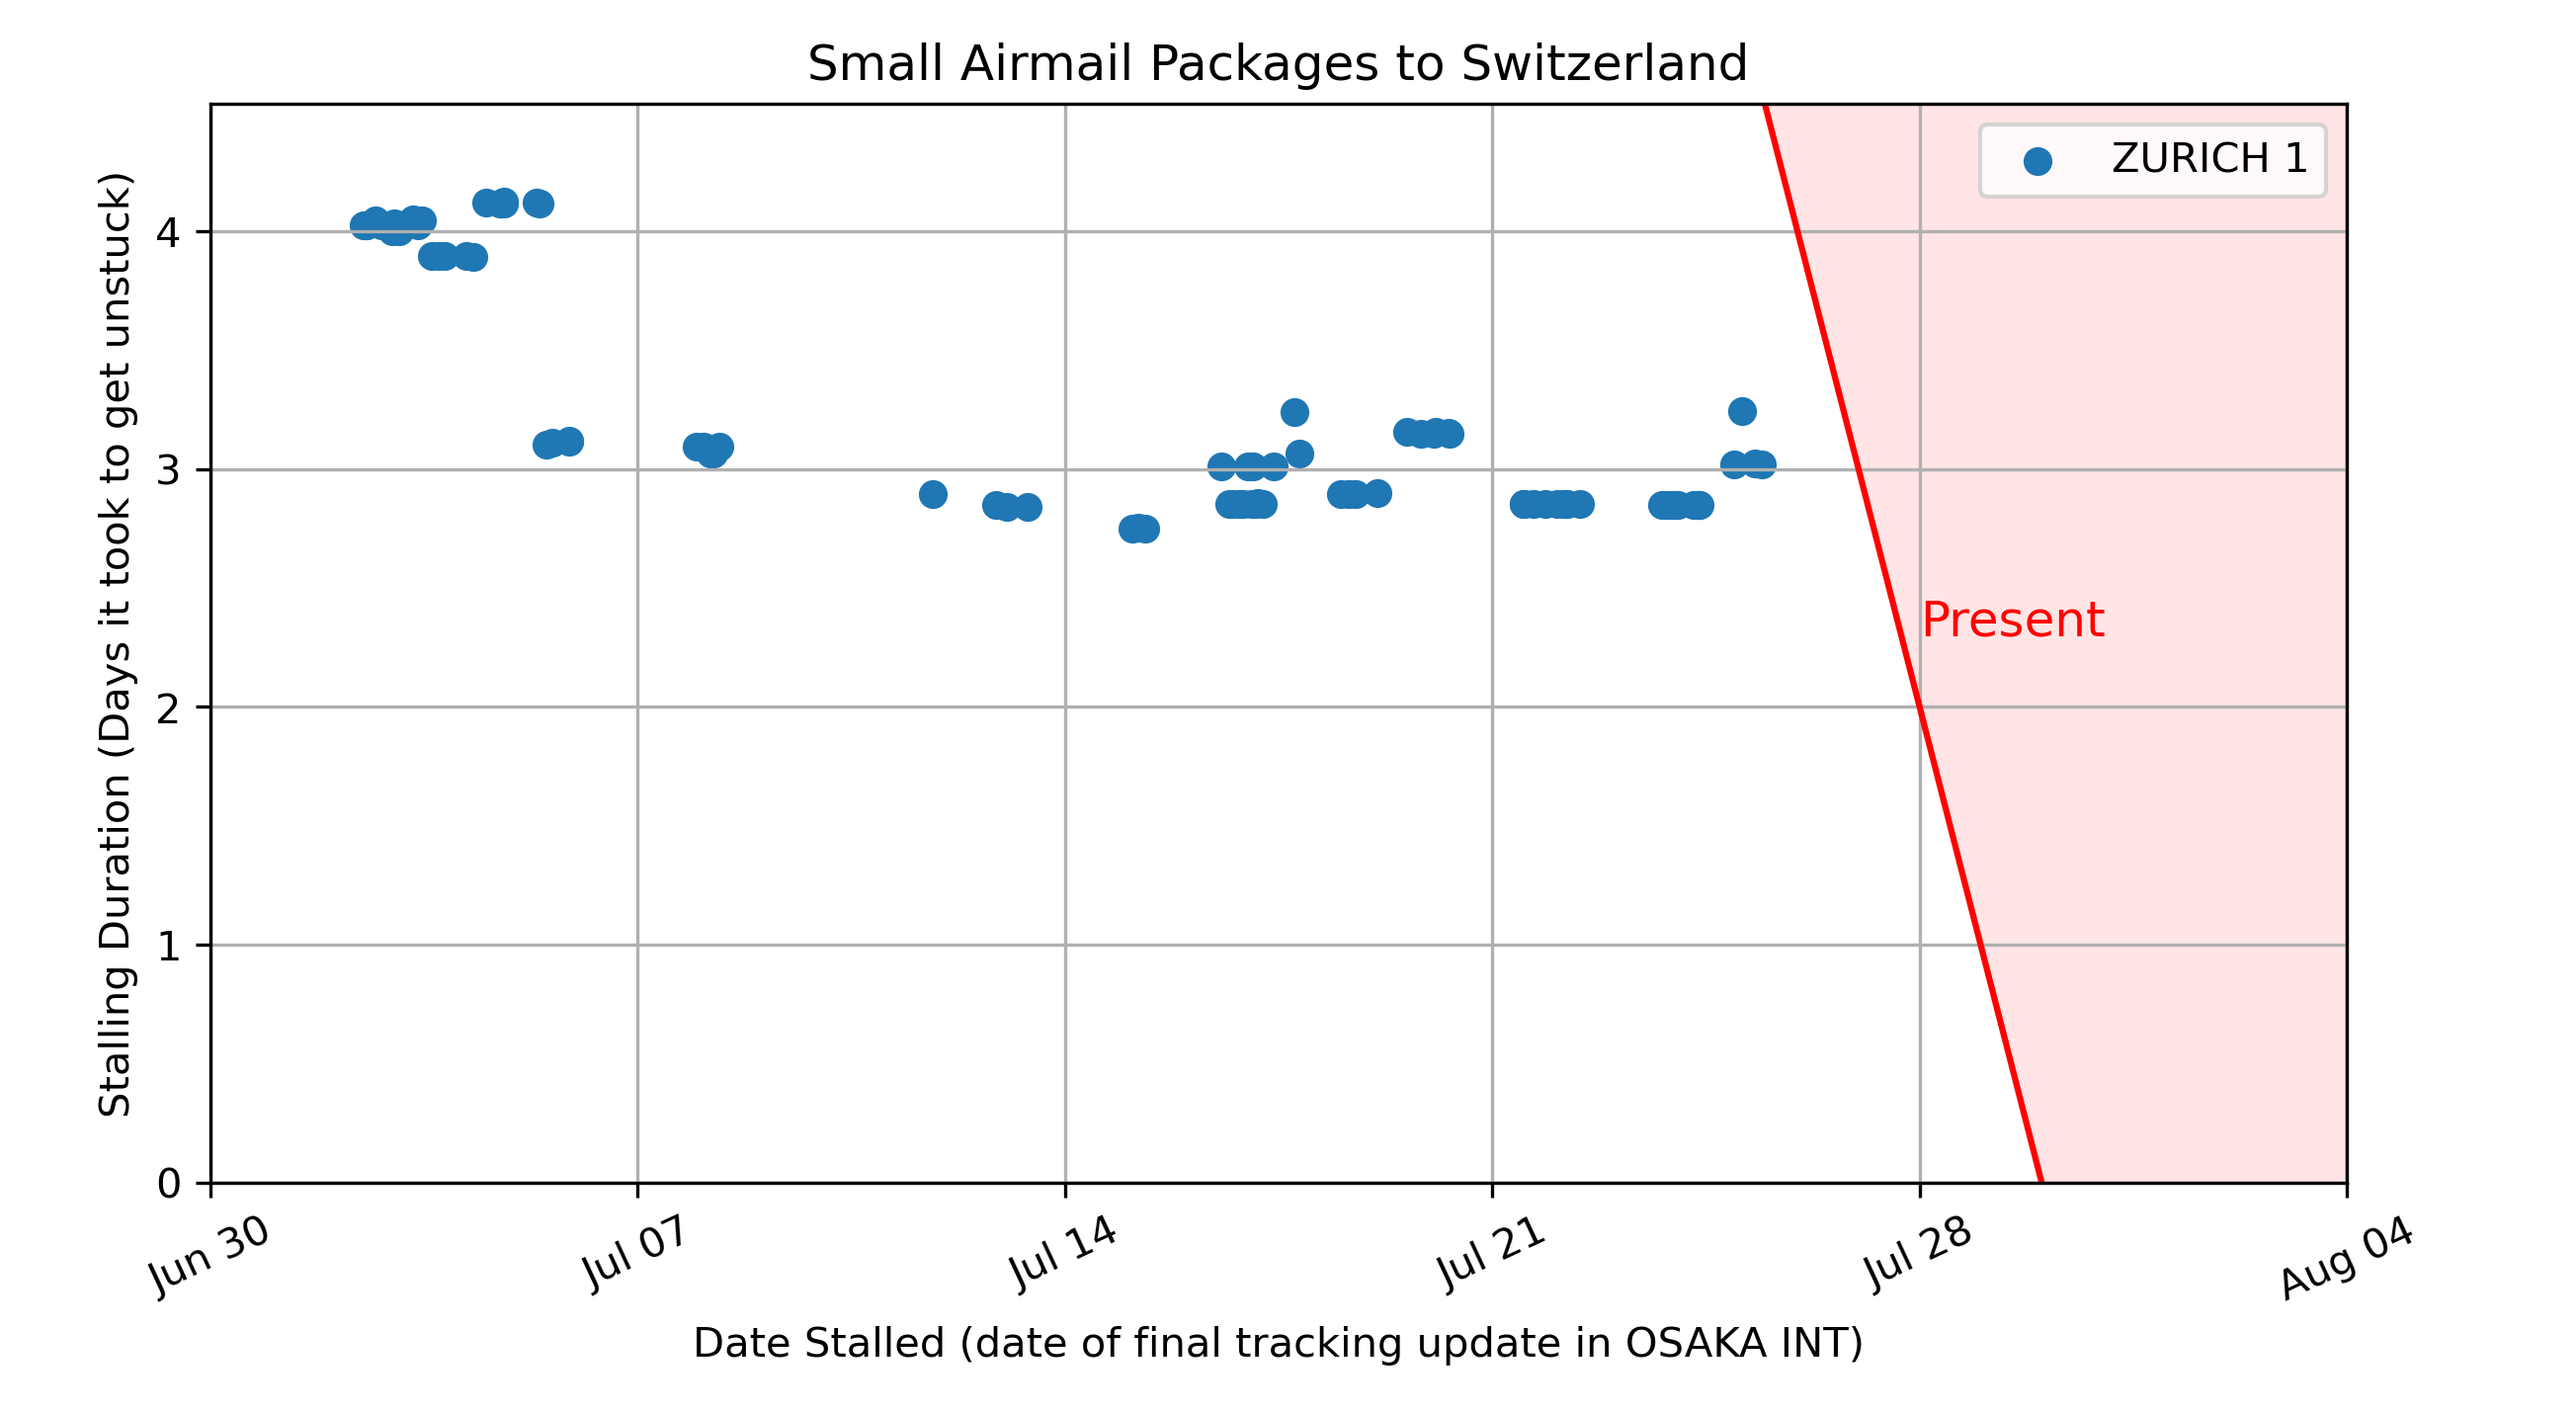 Small Airmail Packages to Switzerland
ZURICH 1
Stalling Duration (Days it took to get unstuck)
4
3
2
1
0
Present
Jun 30
Jul 07
Jul 14
Jul 21
Jul 28
Aug 04
Date Stalled (date of final tracking update in OSAKA INT)